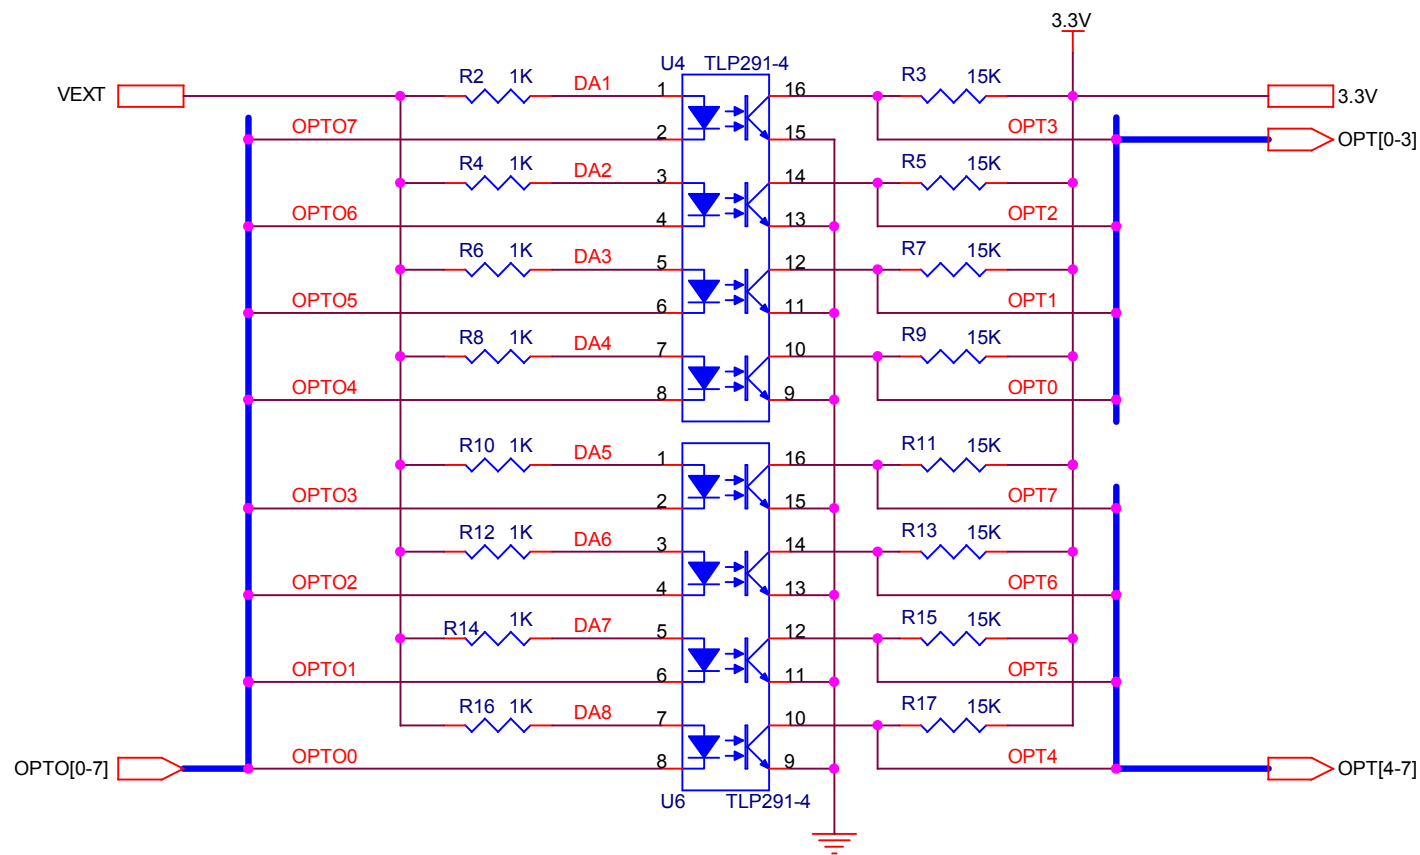 3.3V
U4 TLP291-4
R2 1K DA1 1 16 R3 15K
VEXT 3.3V
OPTO7 2 15 OPT3 OPT[0-3]
R4 1K DA2 3 14 R5 15K
OPTO6 4 13 OPT2
R6 1K DA3 5 12 R7 15K
OPTO5 6 11 OPT1
R8 1K DA4 7 10 R9 15K
OPTO4 8 9 OPT0
R10 1K DA5 1 16 R11 15K
OPTO3 2 15 OPT7
R12 1K DA6 3 14 R13 15K
OPTO2 4 13 OPT6
R14 1K DA7 5 12 R15 15K
OPTO1 6 11 OPT5
R16 1K DA8 7 10 R17 15K
OPTO0 8 9 OPT4
OPTO[0-7] OPT[4-7]
U6 TLP291-4